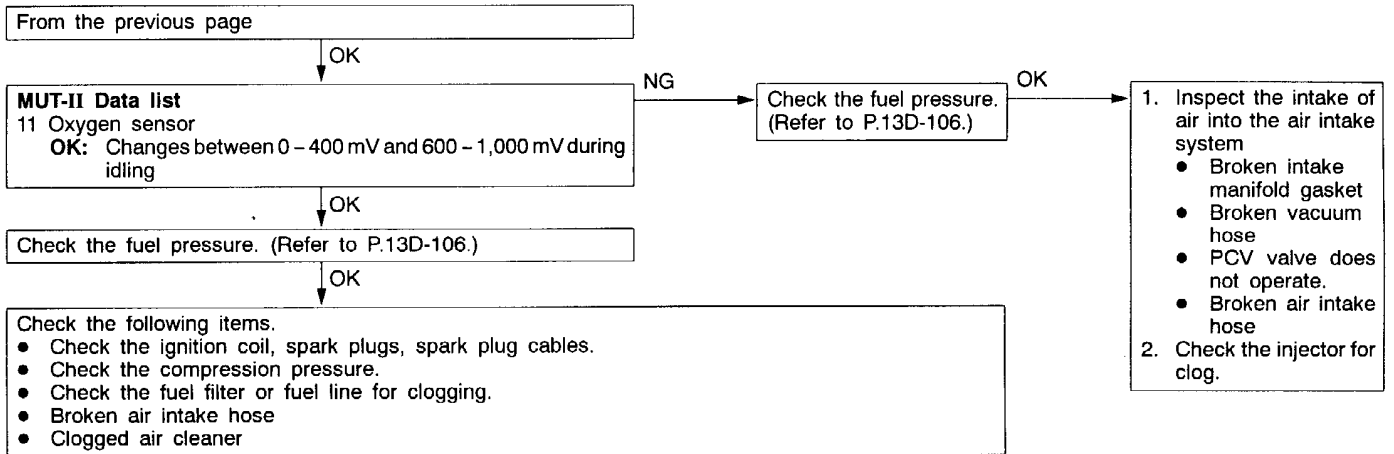 From the previous page
OK
MUT-II Data list
11 Oxygen sensor
OK: Changes between 0 – 400 mV and 600 – 1,000 mV during
idling
NG
Check the fuel pressure.
(Refer to P.13D-106.)
OK
1. Inspect the intake of
air into the air intake
system
● Broken intake
manifold gasket
● Broken vacuum
hose
● PCV valve does
not operate.
● Broken air intake
hose
2. Check the injector for
clog.
OK
Check the fuel pressure. (Refer to P.13D-106.)
OK
Check the following items.
● Check the ignition coil, spark plugs, spark plug cables.
● Check the compression pressure.
● Check the fuel filter or fuel line for clogging.
● Broken air intake hose
● Clogged air cleaner